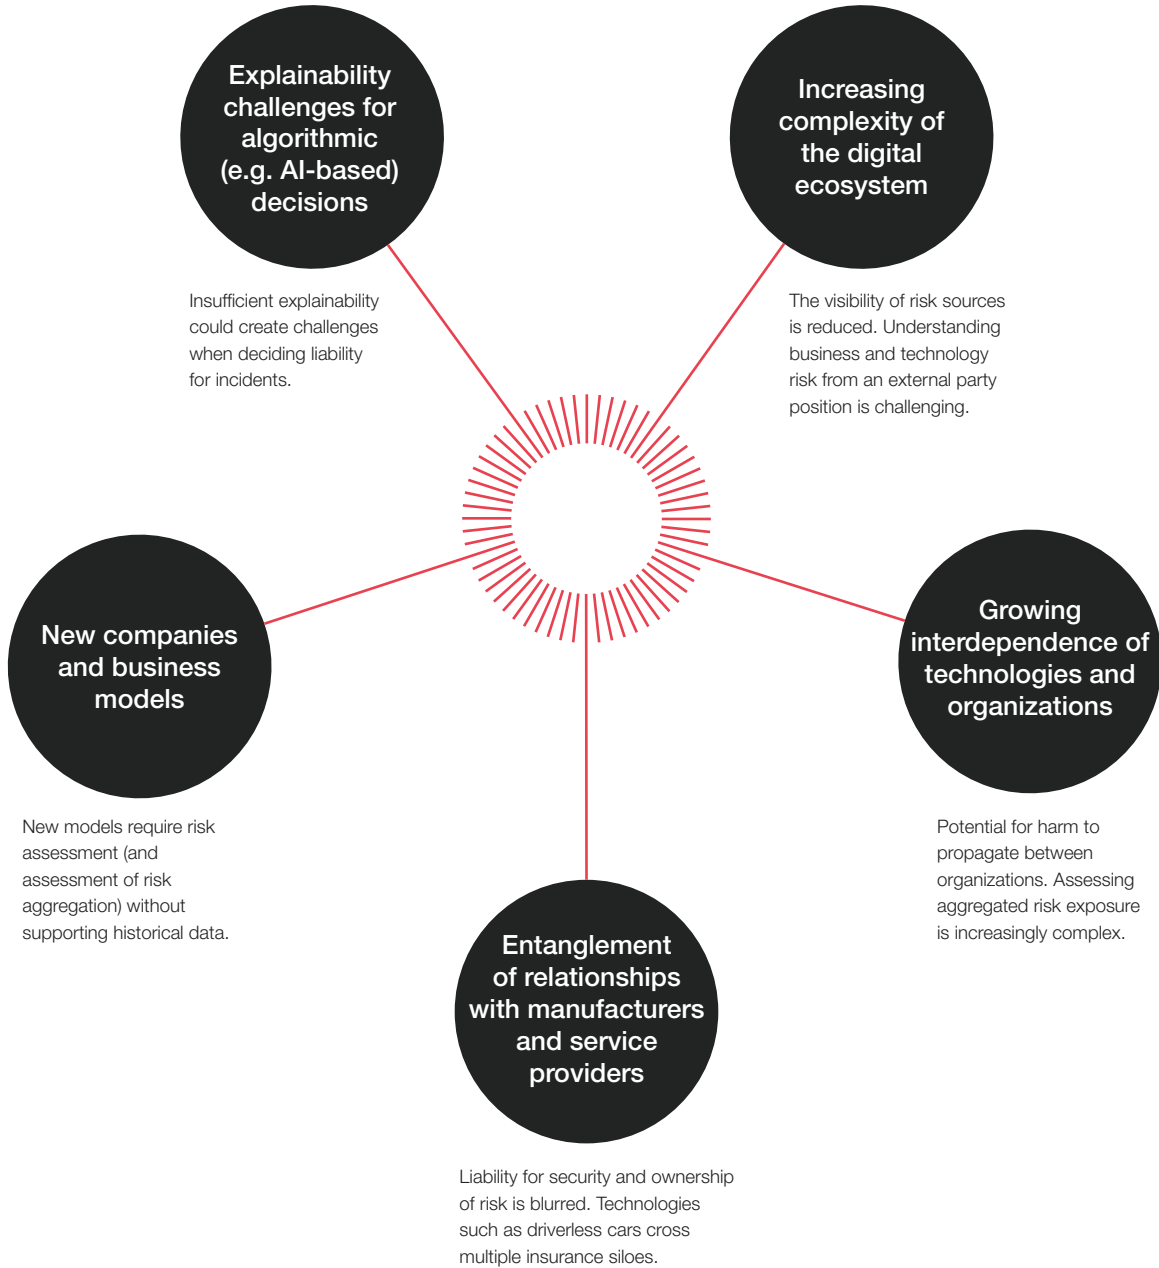 Explainability
challenges for
algorithmic
(e.g. AI-based)
decisions
Insufficient explainability
could create challenges
when deciding liability
for incidents.
Increasing
complexity of
the digital
ecosystem
The visibility of risk sources
is reduced. Understanding
business and technology
risk from an external party
position is challenging.
New companies
and business
models
New models require risk
assessment (and
assessment of risk
aggregation) without
supporting historical data.
Growing
interdependence of
technologies and
organizations
Potential for harm to
propagate between
organizations. Assessing
aggregated risk exposure
is increasingly complex.
Entanglement
of relationships
with manufacturers
and service
providers
Liability for security and ownership
of risk is blurred. Technologies
such as driverless cars cross
multiple insurance siloes.